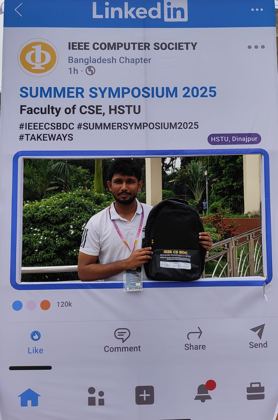 LinkedIn
IEEE COMPUTER SOCIETY
Bangladesh Chapter
1h
SUMMER SYMPOSIUM 2025
Faculty of CSE, HSTU
#IEEECSBDC #SUMMERSYMPOSIUM2025
#TAKEWAYS
HSTU, Dinajpur
IEEE CS BDC
120k
Like
Comment
Share
Send